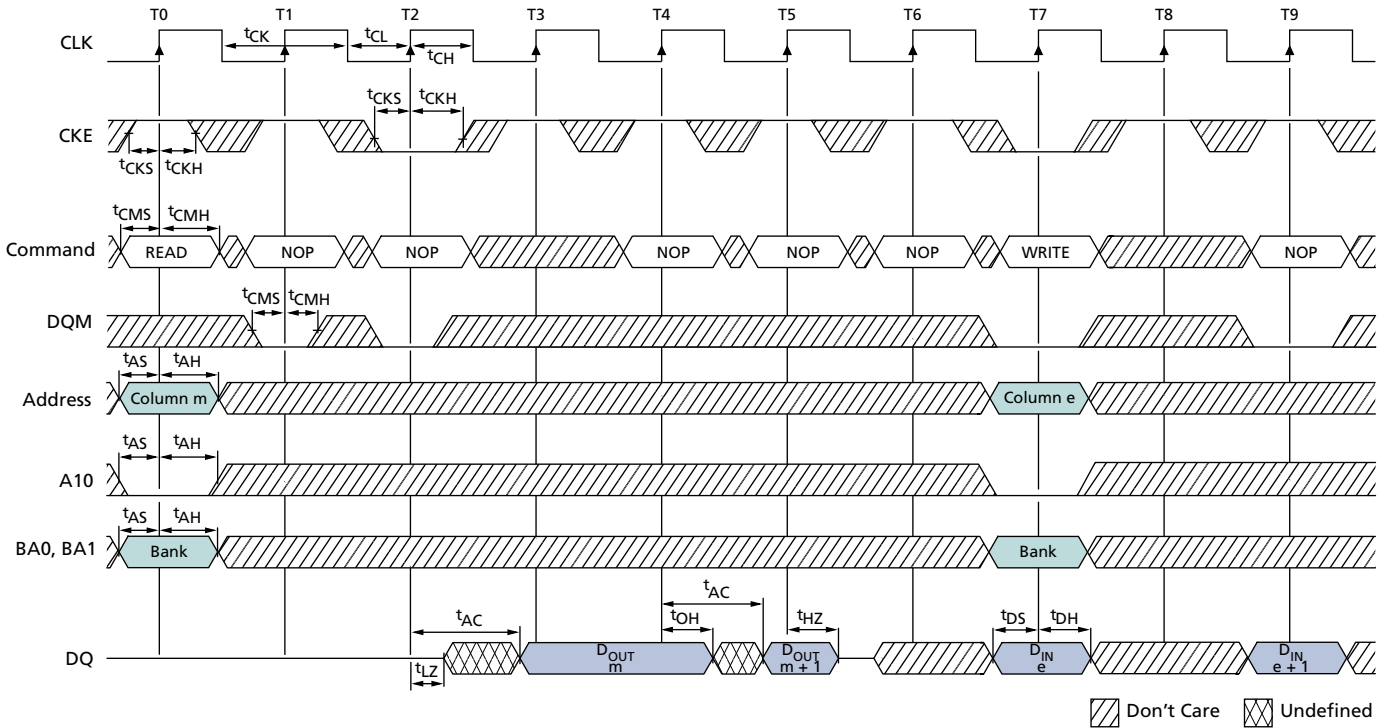 T0 T1 T2 T3 T4 T5 T6 T7 T8 T9
CLK tCK tCL
tCH
tCKS tCKH
CKE
tCKS tCKH
tCMS tCMH
Command READ NOP NOP NOP NOP NOP WRITE NOP
tCMS tCMH
DQM
tAS tAH
Address Column m Column e
tAS tAH
A10
tAS tAH
BA0, BA1 Bank Bank
tAC tAC tOH tHZ tDS tDH
DQ DOUT m DOUT m + 1 DIN e DIN e + 1
tLZ
Don't Care Undefined